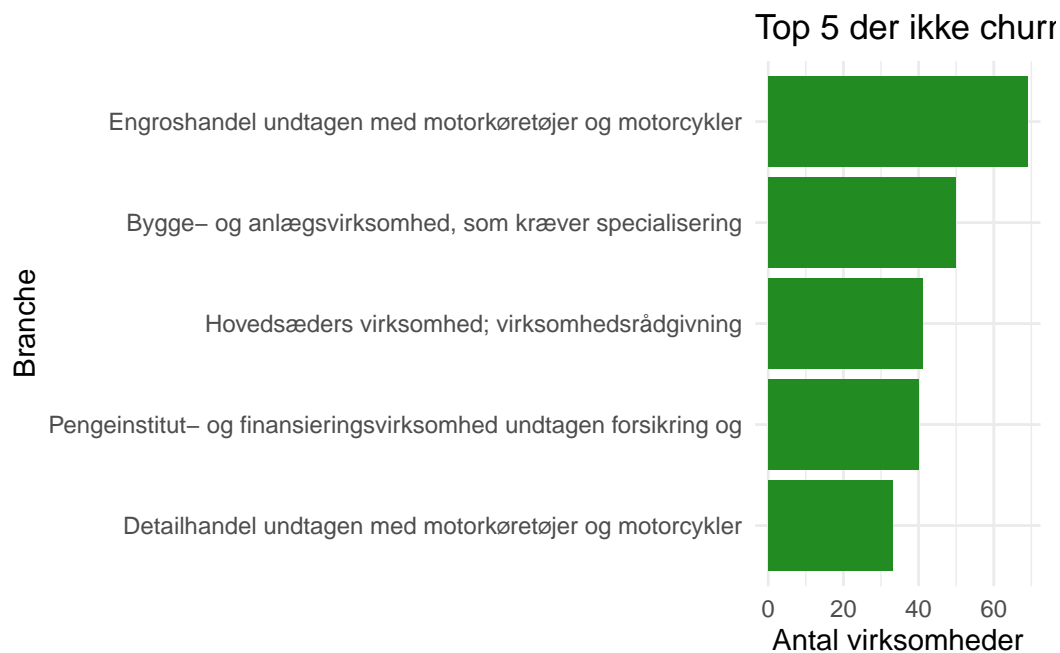 Top 5 der ikke churn
Engroshandel undtagen med motorkøretøjer og motorcykler
Bygge− og anlægsvirksomhed, som kræver specialisering
Hovedsæders virksomhed; virksomhedsrådgivning
Pengeinstitut− og finansieringsvirksomhed undtagen forsikring og
Detailhandel undtagen med motorkøretøjer og motorcykler
Branche
0 20 40 60
Antal virksomheder